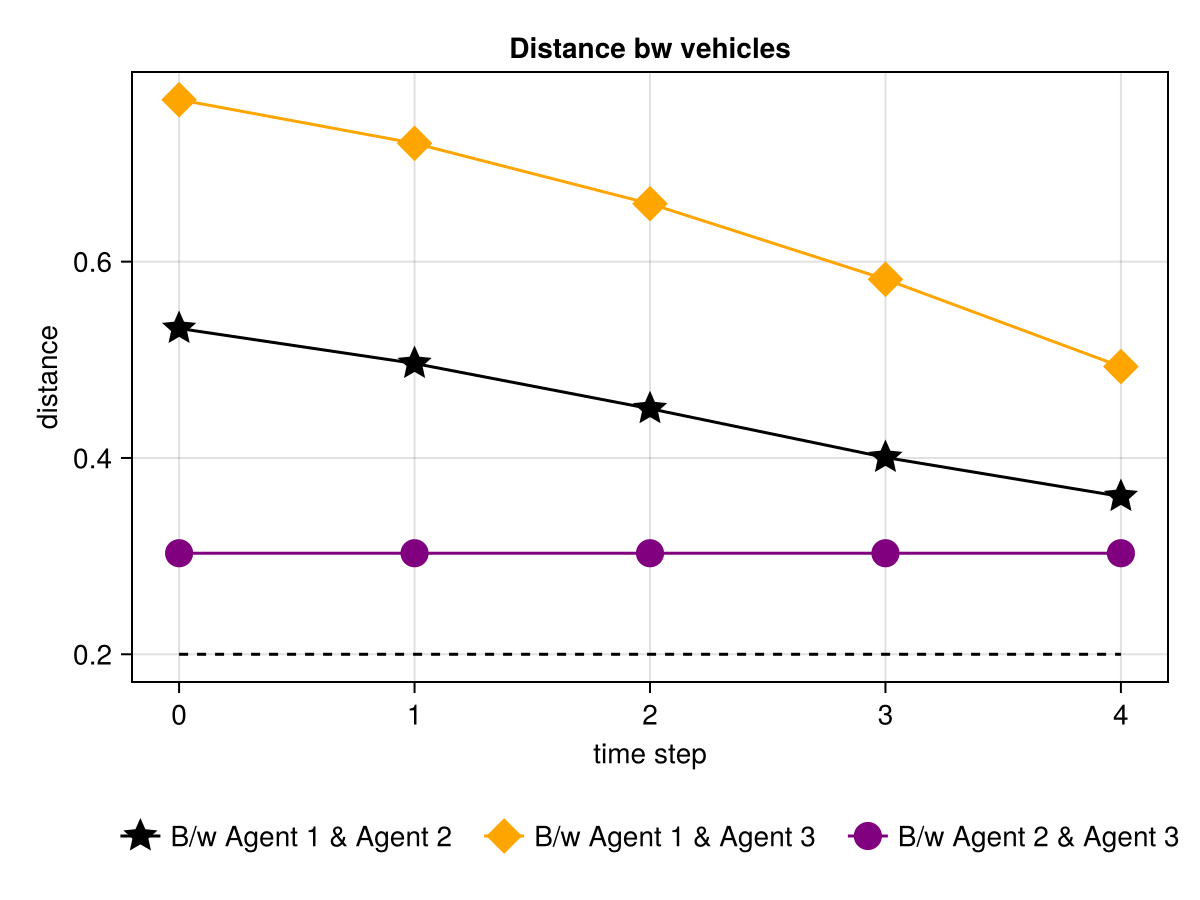 Distance bw vehicles
distance
0.6
0.4
0.2
0 1 2 3 4
time step
B/w Agent 1 & Agent 2 B/w Agent 1 & Agent 3 B/w Agent 2 & Agent 3